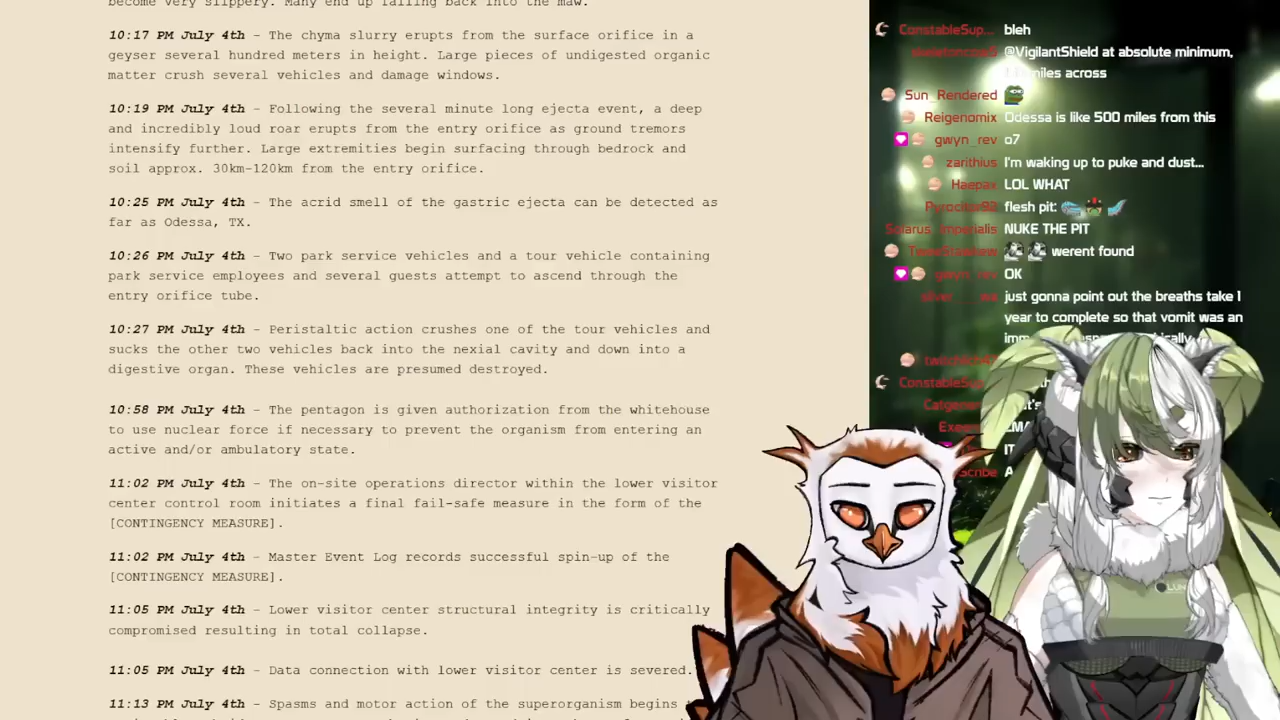 become very slippery. Many end up falling back into the maw.
10:17 PM July 4th - The chyma slurry erupts from the surface orifice in a
geyser several hundred meters in height. Large pieces of undigested organic
matter crush several vehicles and damage windows.
10:19 PM July 4th - Following the several minute long ejecta event, a deep
and incredibly loud roar erupts from the entry orifice as ground tremors
intensify further. Large extremities begin surfacing through bedrock and
soil approx. 30km-120km from the entry orifice.
10:25 PM July 4th - The acrid smell of the gastric ejecta can be detected as
far as Odessa, TX.
10:26 PM July 4th - Two park service vehicles and a tour vehicle containing
park service employees and several guests attempt to ascend through the
entry orifice tube.
10:27 PM July 4th - Peristaltic action crushes one of the tour vehicles and
sucks the other two vehicles back into the nexial cavity and down into a
digestive organ. These vehicles are presumed destroyed.
10:58 PM July 4th - The pentagon is given authorization from the whitehouse
to use nuclear force if necessary to prevent the organism from entering an
active and/or ambulatory state.
11:02 PM July 4th - The on-site operations director within the lower visitor
center control room initiates a final fail-safe measure in the form of the
[CONTINGENCY MEASURE].
11:02 PM July 4th - Master Event Log records successful spin-up of the
[CONTINGENCY MEASURE].
11:05 PM July 4th - Lower visitor center structural integrity is critically
compromised resulting in total collapse.
11:05 PM July 4th - Data connection with lower visitor center is severed.
11:13 PM July 4th - Spasms and motor action of the superorganism begins
ConstableSup... bleh
@VigilantShield at absolute minimum,
miles across
Sun_Rendered
Reigenomix Odessa is like 500 miles from this
gwyn_rev o7
zarithius I'm waking up to puke and dust...
Haepax LOL WHAT
flesh pit:
Solarus_Imperialis NUKE THE PIT
werent found
gwyn_rev OK
just gonna point out the breaths take 1
year to complete so that vomit was an
ConstableSup